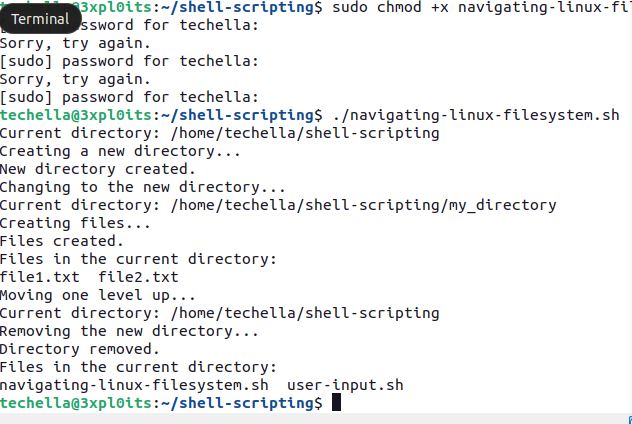 techella@3xpl0its:~/shell-scripting$ sudo chmod +x navigating-linux-fil
Terminal
password for techella:
Sorry, try again.
[sudo] password for techella:
Sorry, try again.
[sudo] password for techella:
techella@3xpl0its:~/shell-scripting$ ./navigating-linux-filesystem.sh
Current directory: /home/techella/shell-scripting
Creating a new directory...
New directory created.
Changing to the new directory...
Current directory: /home/techella/shell-scripting/my_directory
Creating files...
Files created.
Files in the current directory:
file1.txt  file2.txt
Moving one level up...
Current directory: /home/techella/shell-scripting
Removing the new directory...
Directory removed.
Files in the current directory:
navigating-linux-filesystem.sh  user-input.sh
techella@3xpl0its:~/shell-scripting$